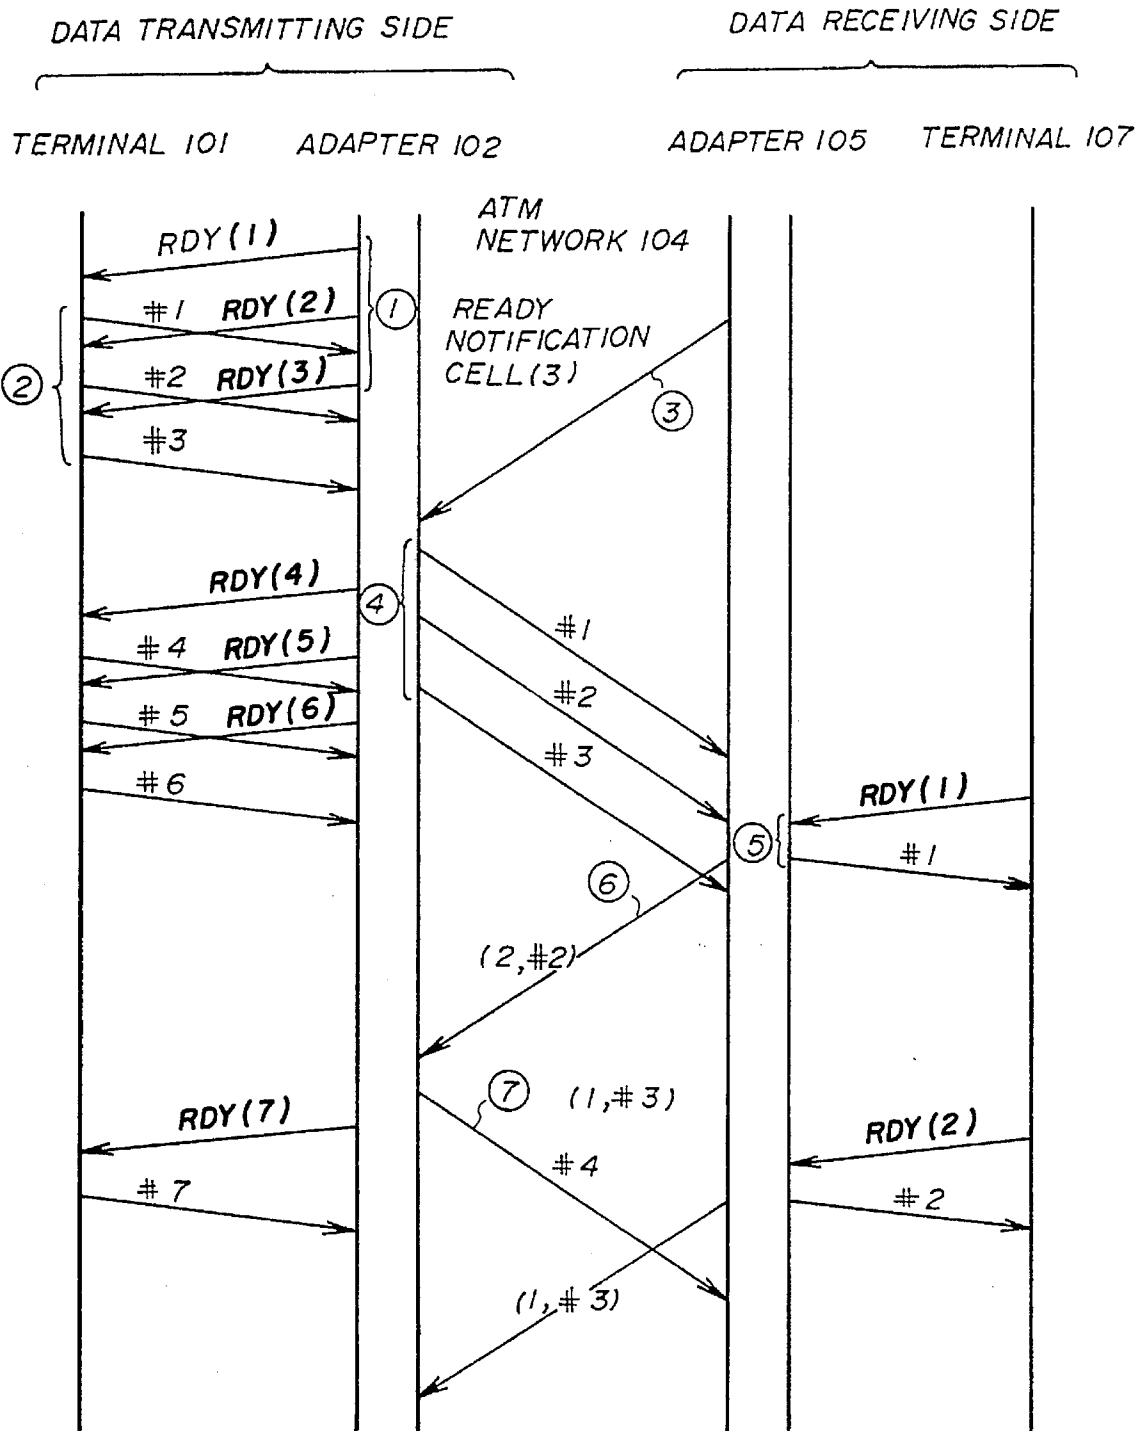 DATA TRANSMITTING SIDE
DATA RECEIVING SIDE
TERMINAL 101
ADAPTER 102
ADAPTER 105
TERMINAL 107
ATM
NETWORK 104
RDY(1)
#1
RDY(2)
1
READY
NOTIFICATION
CELL(3)
2
#2
RDY(3)
3
#3
RDY(4)
4
#1
#4
RDY(5)
#2
#5
RDY(6)
#3
#6
RDY(1)
5
#1
6
(2,#2)
7
(1,#3)
RDY(7)
RDY(2)
#4
#7
#2
(1,#3)